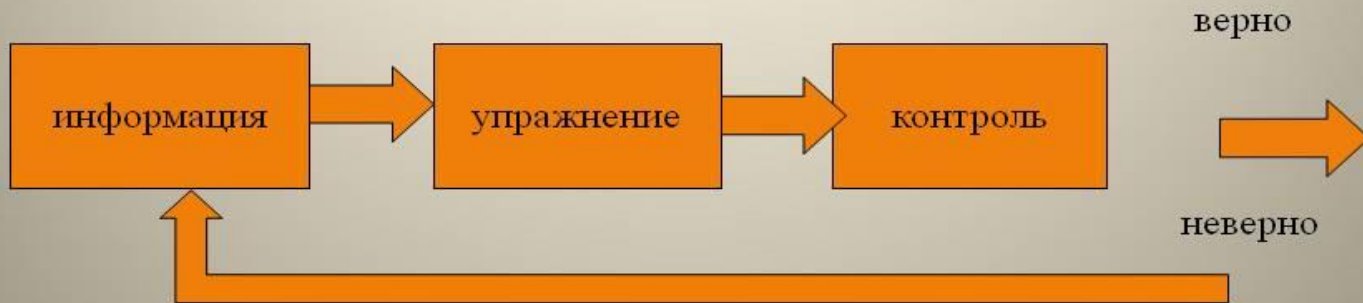 верно
информация
упражнение
контроль
неверно